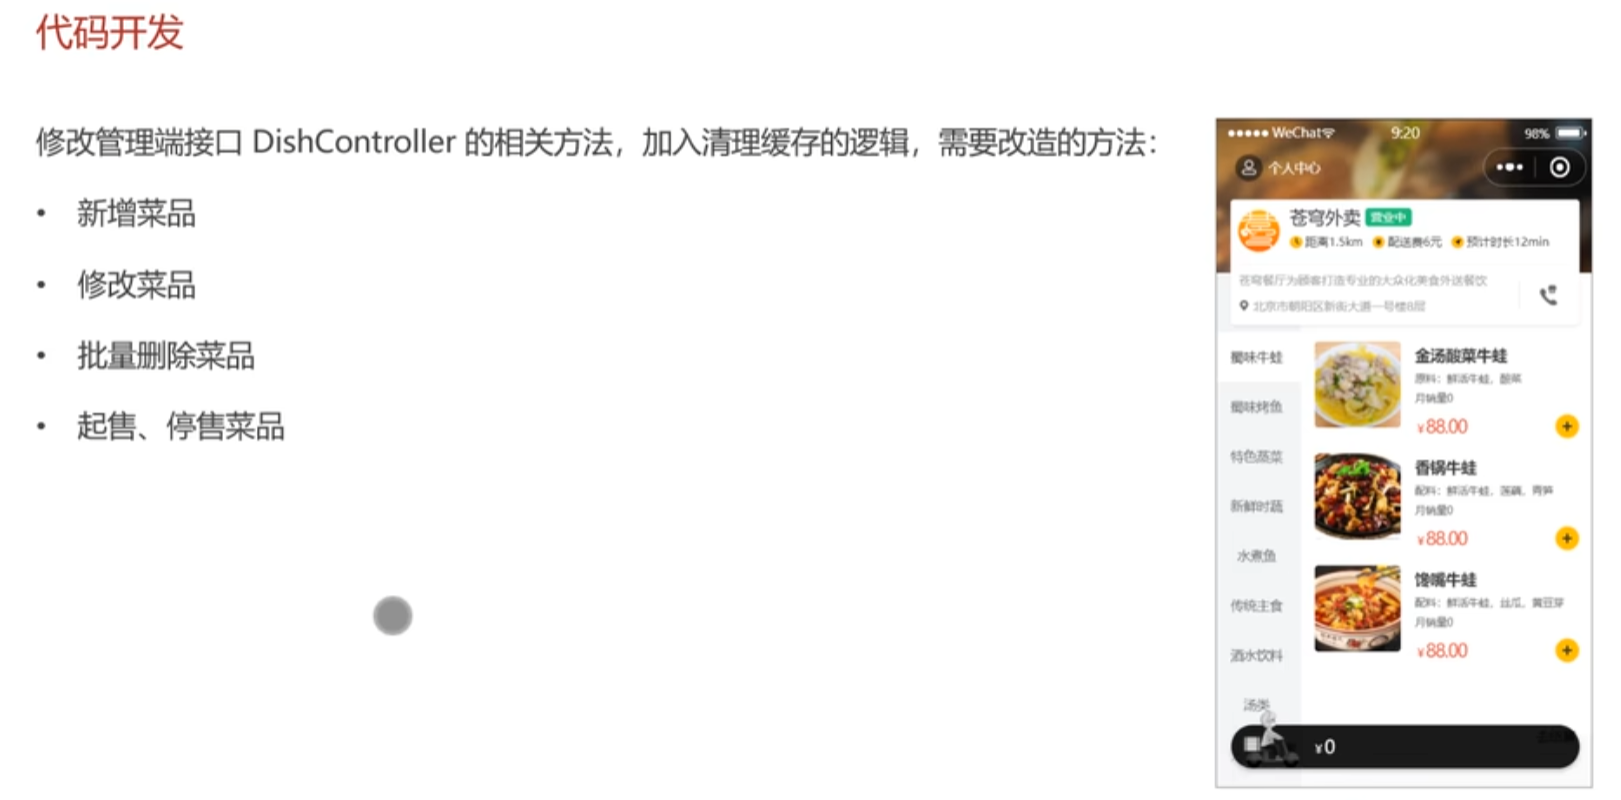 代码开发
修改管理端接口 DishController 的相关方法，加入清理缓存的逻辑，需要改造的方法：
• 新增菜品
• 修改菜品
• 批量删除菜品
• 起售、停售菜品
WeChat 9:20 98%
个人中心
苍穹外卖 营业中
距离1.5km 配送费6元 预计时长12min
苍穹餐厅为顾客打造专业的大众化美食外送餐饮
北京市朝阳区新街大道一号楼8层
蜀味牛蛙
蜀味烤鱼
特色蒸菜
新鲜时蔬
水煮鱼
传统主食
酒水饮料
汤类
金汤酸菜牛蛙
原料：鲜活牛蛙，酸菜
月销量0
¥88.00
香锅牛蛙
配料：鲜活牛蛙，莲藕，青笋
月销量0
¥88.00
馋嘴牛蛙
配料：鲜活牛蛙，丝瓜，黄豆芽
月销量0
¥88.00
¥0